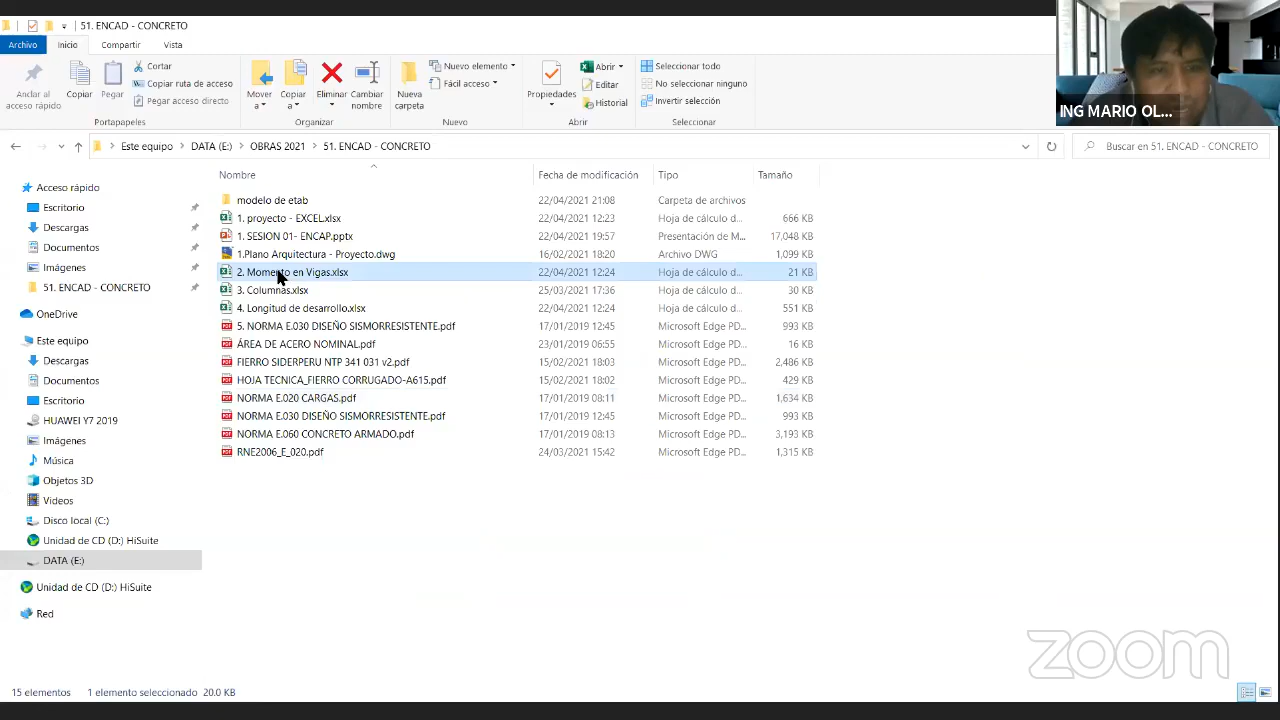 51. ENCAD - CONCRETO
Archivo Inicio Compartir Vista
Anclar al acceso rápido
Copiar
Pegar
Cortar
Copiar ruta de acceso
Pegar acceso directo
Portapapeles
Mover a
Copiar a
Eliminar
Cambiar nombre
Organizar
Nueva carpeta
Nuevo elemento
Fácil acceso
Nuevo
Propiedades
Abrir
Editar
Historial
Abrir
Seleccionar todo
No seleccionar ninguno
Invertir selección
Seleccionar
ING MARIO OL...
Este equipo > DATA (E:) > OBRAS 2021 > 51. ENCAD - CONCRETO
Buscar en 51. ENCAD - CONCRETO
Acceso rápido
Escritorio
Descargas
Documentos
Imágenes
51. ENCAD - CONCRETO
OneDrive
Este equipo
Descargas
Documentos
Escritorio
HUAWEI Y7 2019
Imágenes
Música
Objetos 3D
Videos
Disco local (C:)
Unidad de CD (D:) HiSuite
DATA (E:)
Unidad de CD (D:) HiSuite
Red
Nombre Fecha de modificación Tipo Tamaño
modelo de etab 22/04/2021 21:08 Carpeta de archivos
1. proyecto - EXCEL.xlsx 22/04/2021 12:23 Hoja de cálculo d... 666 KB
1. SESION 01- ENCAP.pptx 22/04/2021 19:57 Presentación de M... 17,048 KB
1.Plano Arquitectura - Proyecto.dwg 16/02/2021 18:20 Archivo DWG 1,099 KB
2. Momento en Vigas.xlsx 22/04/2021 12:24 Hoja de cálculo d... 21 KB
3. Columnas.xlsx 25/03/2021 17:36 Hoja de cálculo d... 30 KB
4. Longitud de desarrollo.xlsx 22/04/2021 12:24 Hoja de cálculo d... 551 KB
5. NORMA E.030 DISEÑO SISMORRESISTENTE.pdf 17/01/2019 12:45 Microsoft Edge PD... 993 KB
ÁREA DE ACERO NOMINAL.pdf 23/01/2019 06:55 Microsoft Edge PD... 16 KB
FIERRO SIDERPERU NTP 341 031 v2.pdf 15/02/2021 18:03 Microsoft Edge PD... 2,486 KB
HOJA TECNICA_FIERRO CORRUGADO-A615.pdf 15/02/2021 18:02 Microsoft Edge PD... 429 KB
NORMA E.020 CARGAS.pdf 17/01/2019 08:11 Microsoft Edge PD... 1,634 KB
NORMA E.030 DISEÑO SISMORRESISTENTE.pdf 17/01/2019 12:45 Microsoft Edge PD... 993 KB
NORMA E.060 CONCRETO ARMADO.pdf 17/01/2019 08:13 Microsoft Edge PD... 3,193 KB
RNE2006_E_020.pdf 24/03/2021 15:42 Microsoft Edge PD... 1,315 KB
zoom
15 elementos 1 elemento seleccionado 20.0 KB